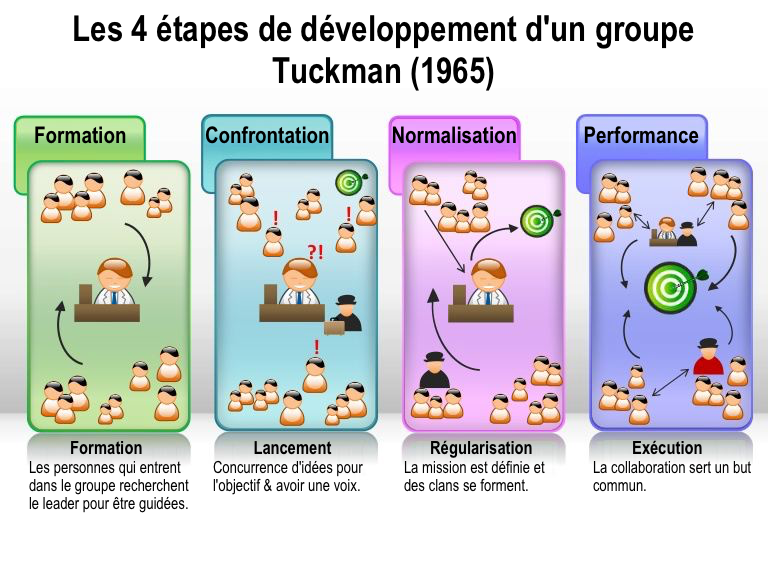 Les 4 étapes de développement d'un groupe
Tuckman (1965)
Formation
Confrontation
Normalisation
Performance
!
!
?!
!
Formation
Les personnes qui entrent
dans le groupe recherchent
le leader pour être guidées.
Lancement
Concurrence d'idées pour
l'objectif & avoir une voix.
Régularisation
La mission est définie et
des clans se forment.
Exécution
La collaboration sert un but
commun.